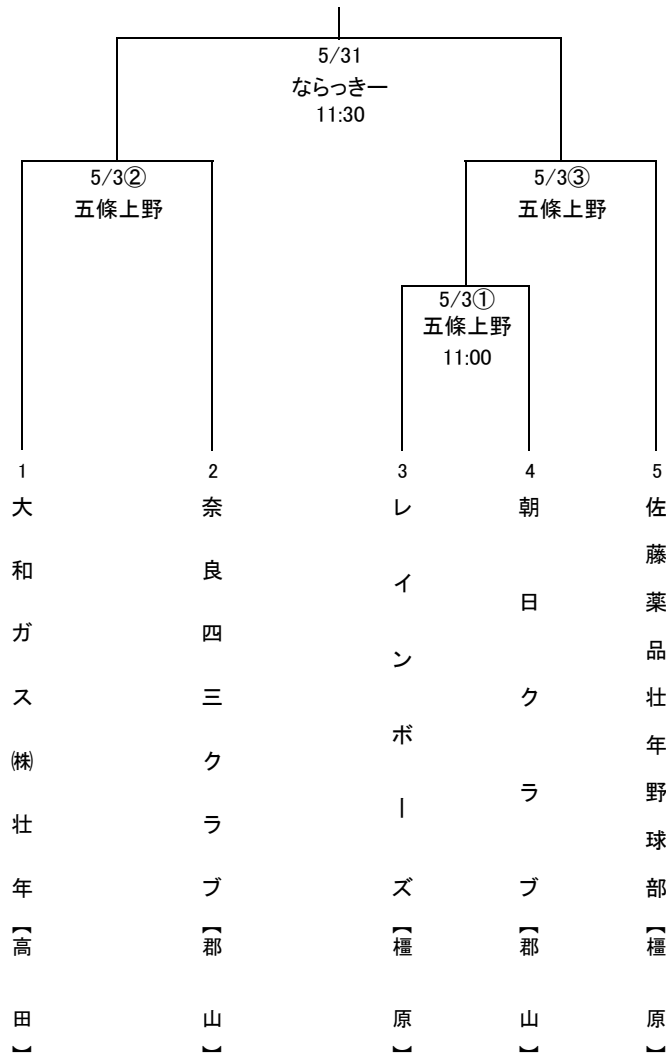 5/31
ならっきー
11:30
5/3②
五條上野
5/3③
五條上野
5/3①
五條上野
11:00
1
2
3
4
5
大和ガス㈱壮年【高田】
奈良四三クラブ【郡山】
レインボーズ【橿原】
朝日クラブ【郡山】
佐藤薬品壮年野球部【橿原】